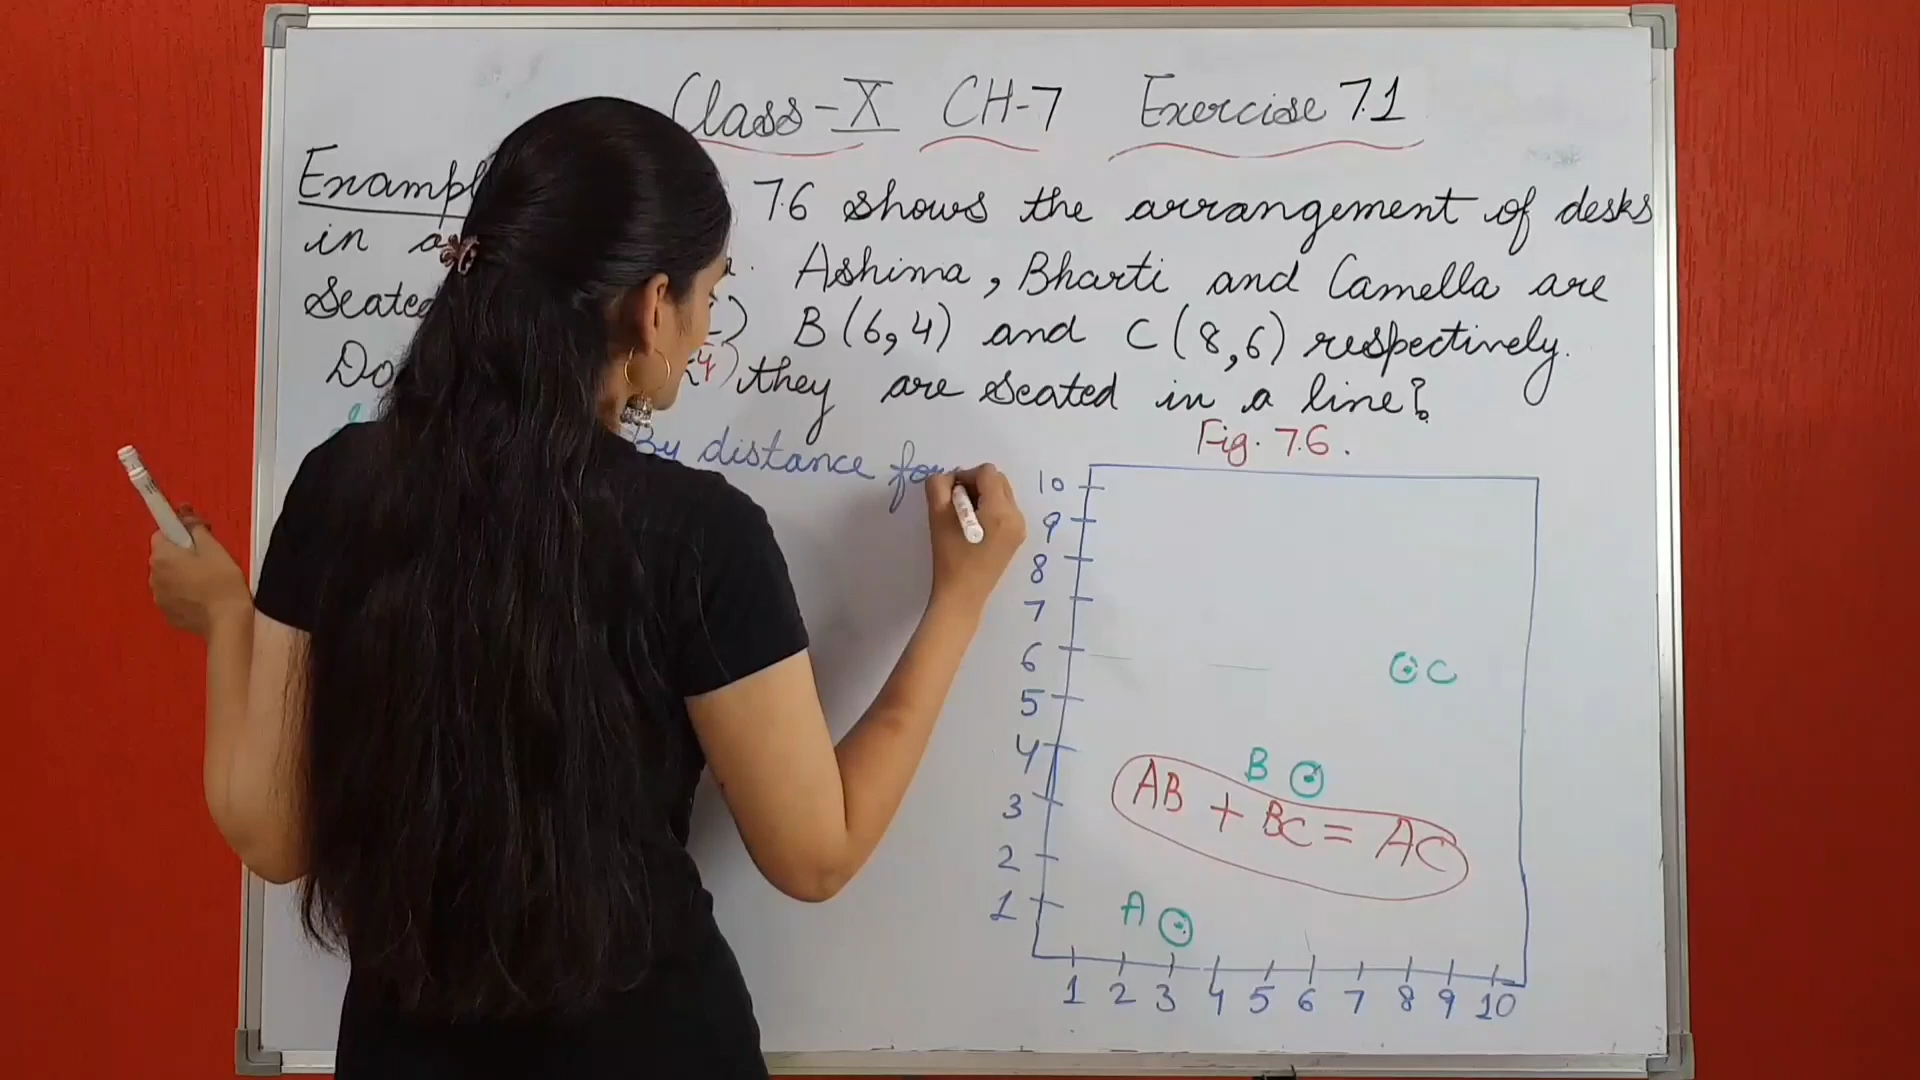 Class-X CH-7 Exercise 7.1
7.6 shows the arrangement of desks
in a
Seated
Ashima, Bharti and Camella are
B(6,4) and C(8,6) respectively.
Do
they are seated in a line?
By distance
Fig. 7.6.
10
9
8
7
6
5
4
3
2
1
C
B
AB + BC = AC
A
1 2 3 4 5 6 7 8 9 10